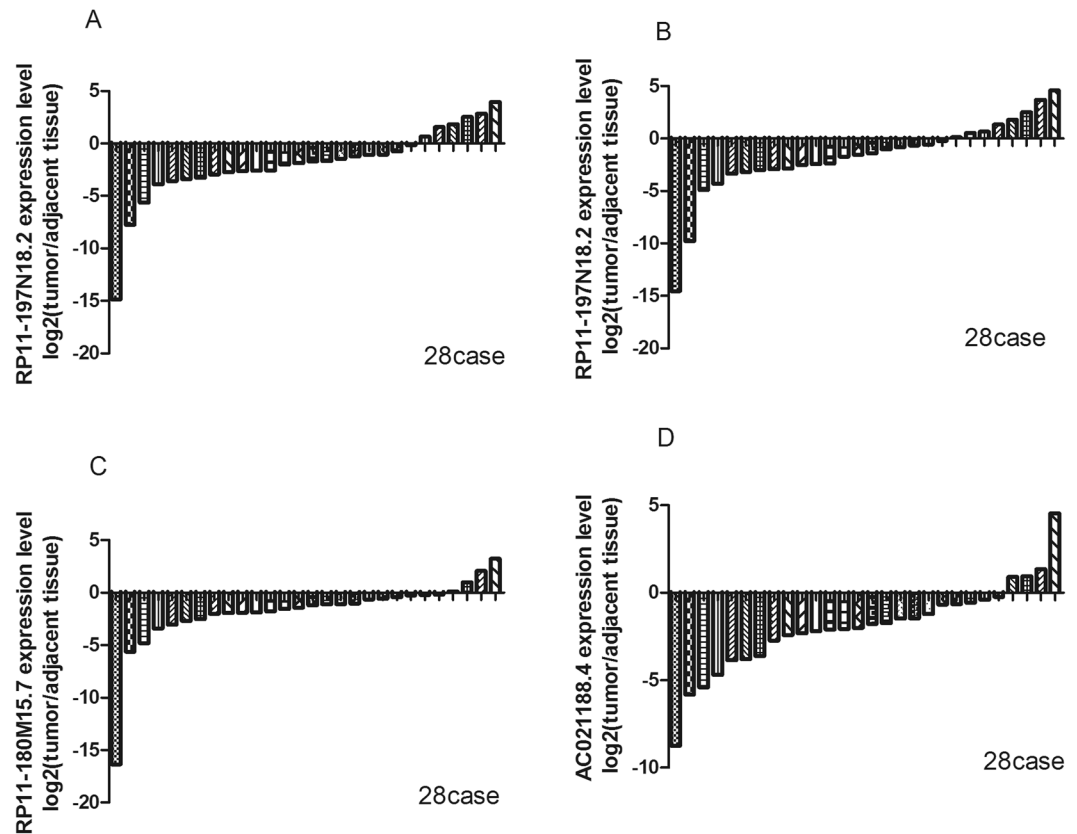 A
RP11-197N18.2 expression level
log2(tumor/adjacent tissue)
5
0
-5
-10
-15
-20
28case
B
RP11-197N18.2 expression level
log2(tumor/adjacent tissue)
5
0
-5
-10
-15
-20
28case
C
RP11-180M15.7 expression level
log2(tumor/adjacent tissue)
5
0
-5
-10
-15
-20
28case
D
AC021188.4 expression level
log2(tumor/adjacent tissue)
5
0
-5
-10
28case